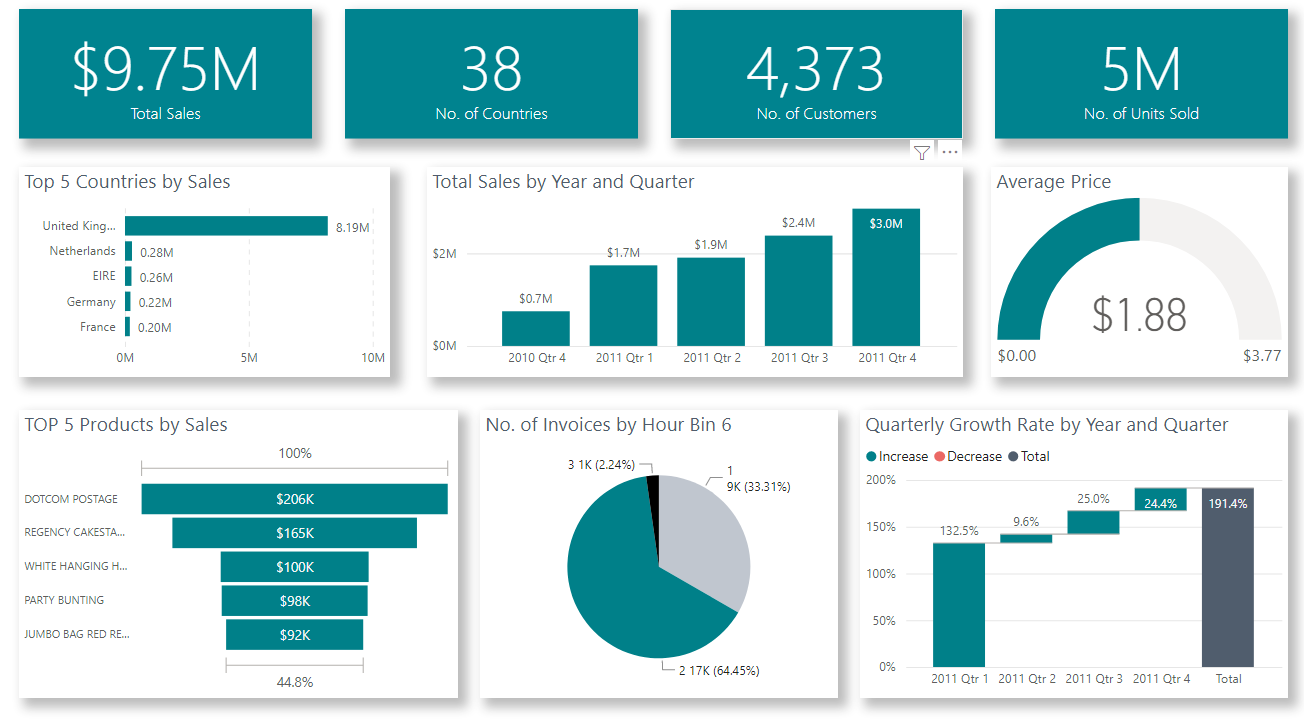 $9.75M
Total Sales
38
No. of Countries
4,373
No. of Customers
5M
No. of Units Sold
Top 5 Countries by Sales
United King...
8.19M
Netherlands
0.28M
EIRE
0.26M
Germany
0.22M
France
0.20M
0M
5M
10M
Total Sales by Year and Quarter
$2M
$0M
$0.7M
$1.7M
$1.9M
$2.4M
$3.0M
2010 Qtr 4
2011 Qtr 1
2011 Qtr 2
2011 Qtr 3
2011 Qtr 4
Average Price
$1.88
$0.00
$3.77
TOP 5 Products by Sales
100%
DOTCOM POSTAGE
$206K
REGENCY CAKESTA...
$165K
WHITE HANGING H...
$100K
PARTY BUNTING
$98K
JUMBO BAG RED RE...
$92K
44.8%
No. of Invoices by Hour Bin 6
3 1K (2.24%)
1
9K (33.31%)
2 17K (64.45%)
Quarterly Growth Rate by Year and Quarter
Increase
Decrease
Total
200%
150%
100%
50%
0%
132.5%
9.6%
25.0%
24.4%
191.4%
2011 Qtr 1
2011 Qtr 2
2011 Qtr 3
2011 Qtr 4
Total